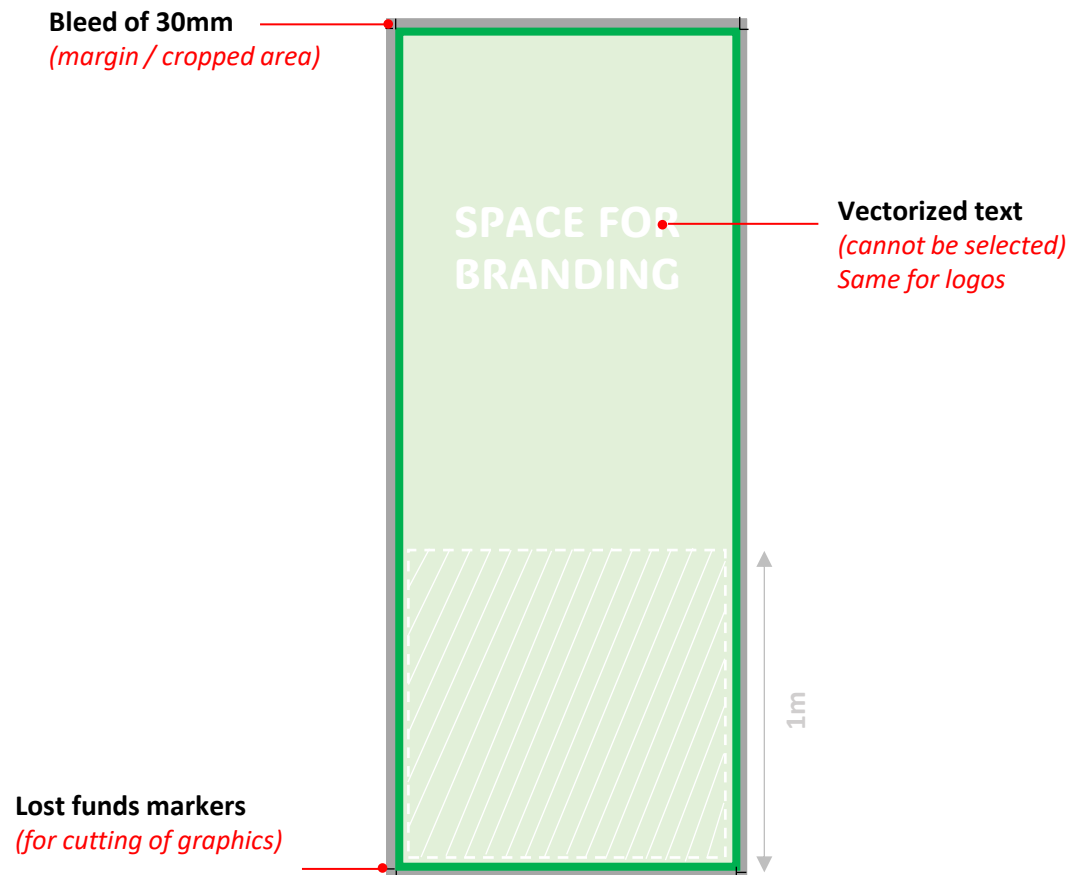 Bleed of 30mm
(margin / cropped area)
SPACE FOR
BRANDING
Vectorized text
(cannot be selected)
Same for logos
1m
Lost funds markers
(for cutting of graphics)